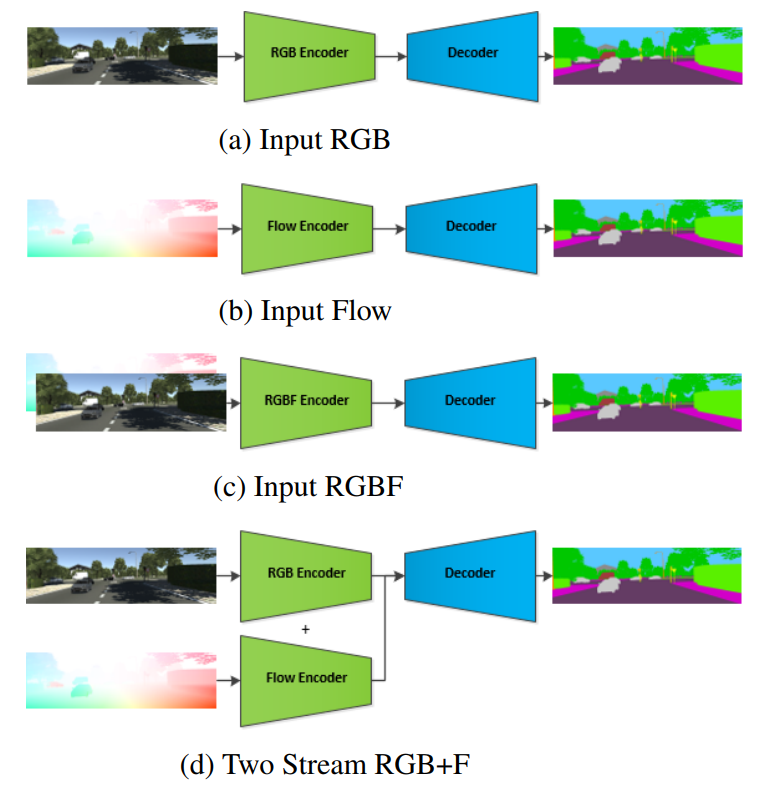 RGB Encoder
Decoder
(a) Input RGB
Flow Encoder
Decoder
(b) Input Flow
RGBF Encoder
Decoder
(c) Input RGBF
RGB Encoder
Decoder
+
Flow Encoder
(d) Two Stream RGB+F